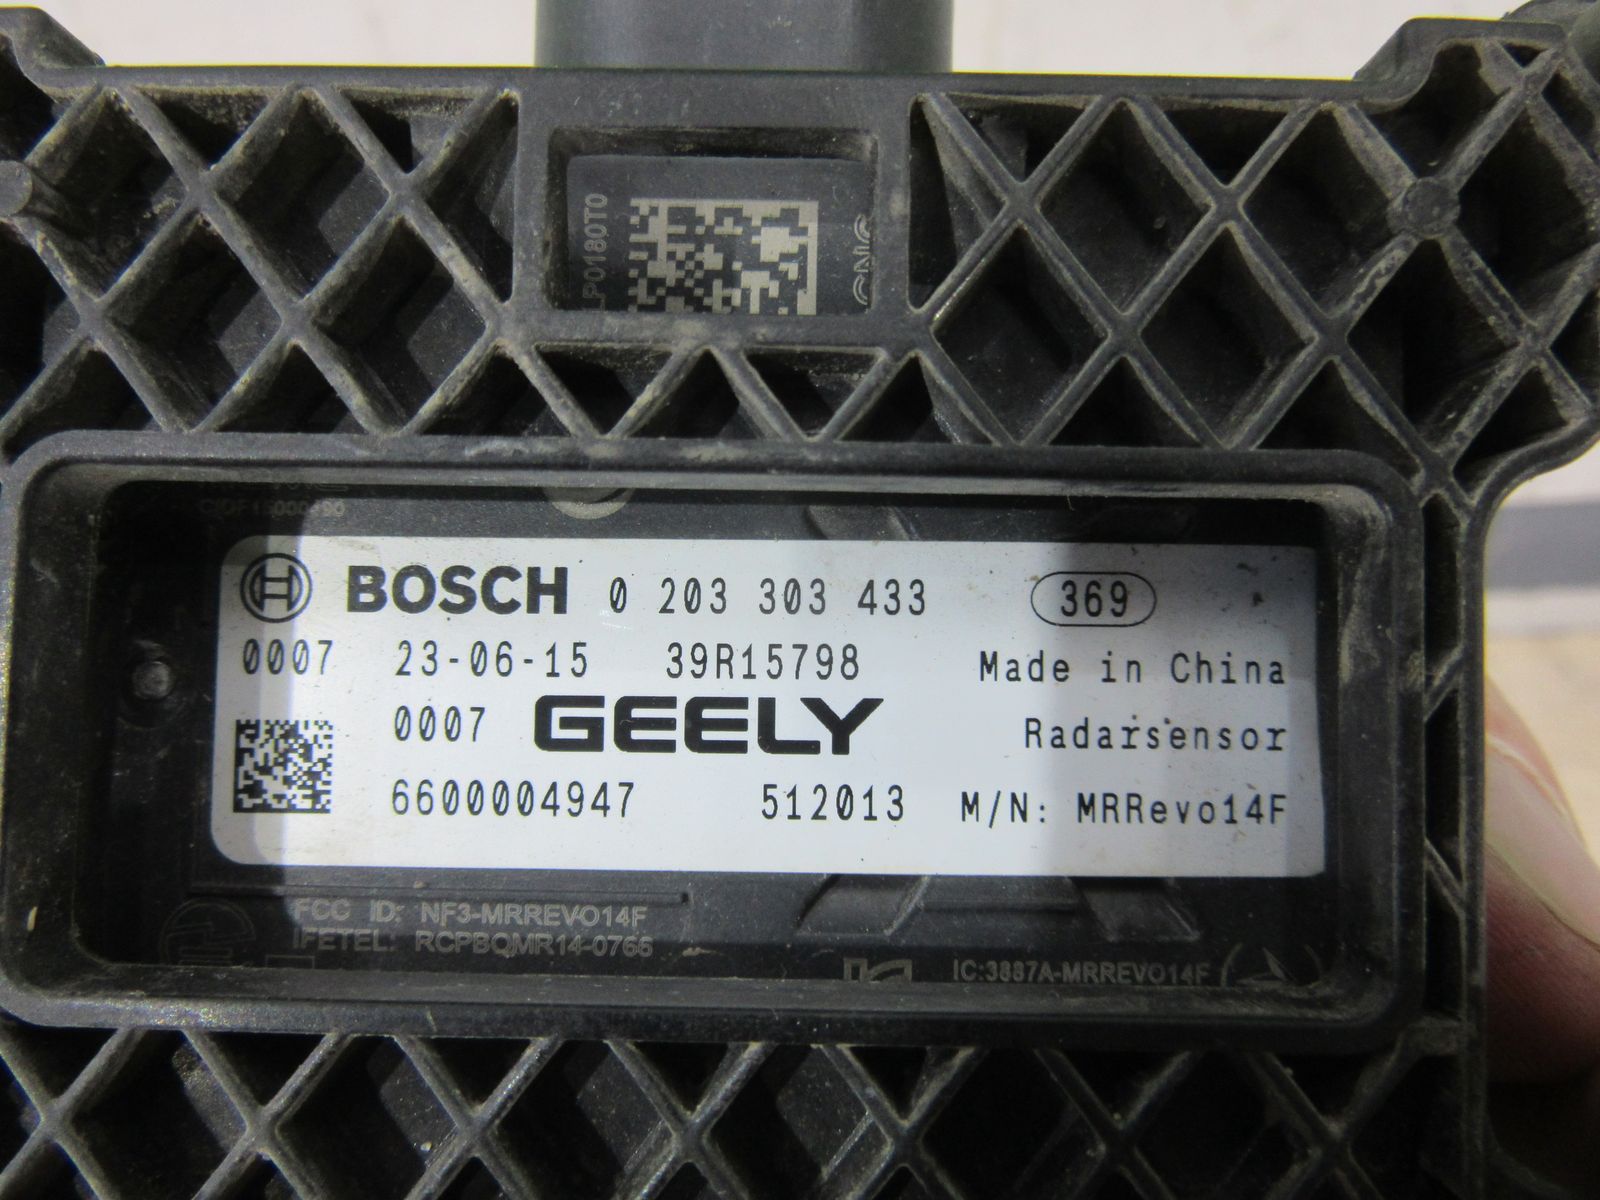 LP0180T0
BOSCH 0 203 303 433 369
0007 23-06-15 39R15798 Made in China
0007 GEELY Radarsensor
6600004947 512013 M/N: MRRevo14F
FCC ID: NF3-MRREVO14F
IFETEL: RCPBQMR14-0766
IC:3887A-MRREVO14F